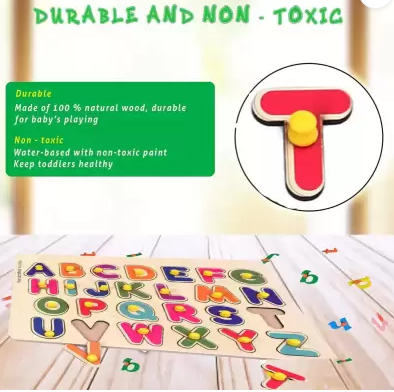 DURABLE AND NON - TOXIC
Durable
Made of 100 % natural wood, durable
for baby's playing
Non - toxic
Water-based with non-toxic paint
Keep toddlers healthy
T
A B C D E F G
H I J K L M N
O P Q R S T
U V W X Y Z